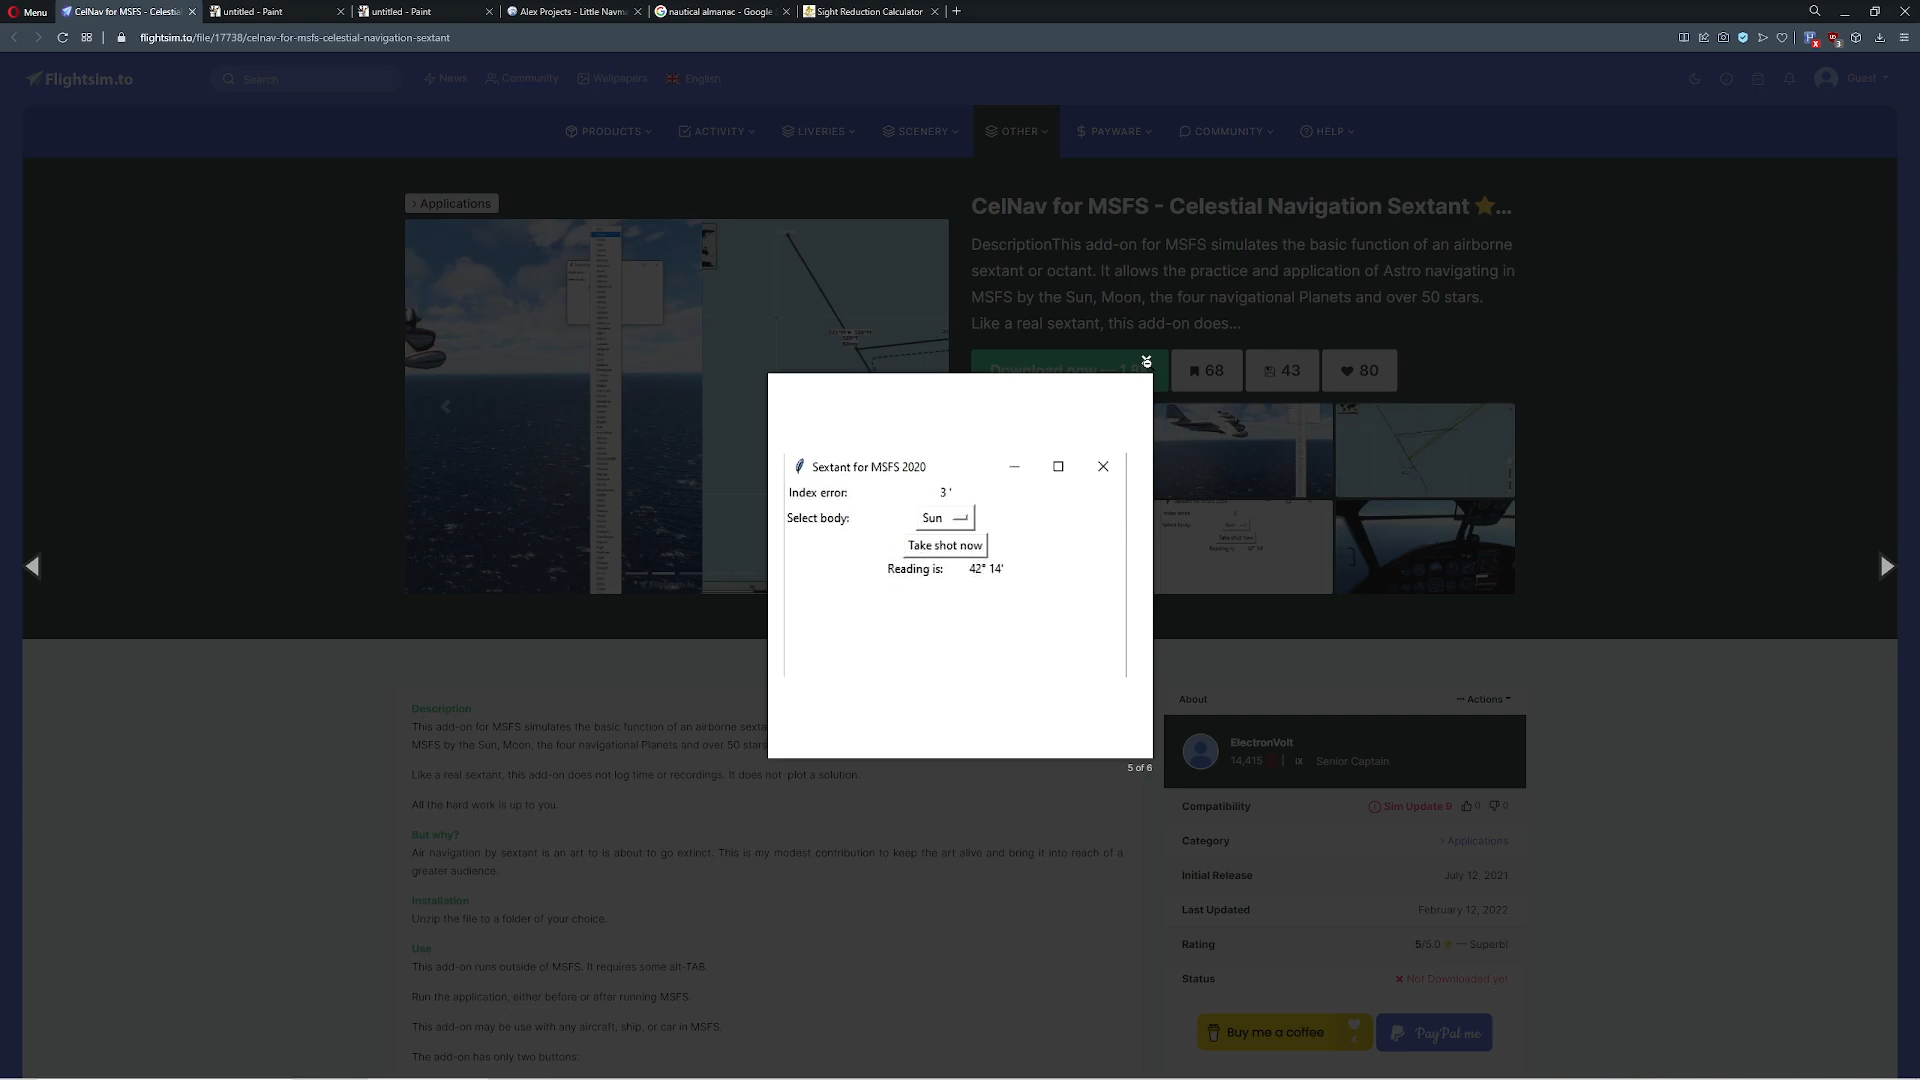 Menu
CelNav for MSFS - Celestial
untitled - Paint
untitled - Paint
Alex Projects - Little Navma
nautical almanac - Google
Sight Reduction Calculator
flightsim.to/file/17738/celnav-for-msfs-celestial-navigation-sextant
Flightsim.to
Search
News
Community
Wallpapers
English
Guest
PRODUCTS
ACTIVITY
LIVERIES
SCENERY
OTHER
PAYWARE
COMMUNITY
HELP
> Applications
CelNav for MSFS - Celestial Navigation Sextant ...
DescriptionThis add-on for MSFS simulates the basic function of an airborne
sextant or octant. It allows the practice and application of Astro navigating in
MSFS by the Sun, Moon, the four navigational Planets and over 50 stars.
Like a real sextant, this add-on does...
Download now
68
43
80
Sextant for MSFS 2020
Index error: 3 '
Select body: Sun
Take shot now
Reading is: 42° 14'
5 of 6
Description
This add-on for MSFS simulates the basic function of an airborne sexta
MSFS by the Sun, Moon, the four navigational Planets and over 50 stars
Like a real sextant, this add-on does not log time or recordings. It does not plot a solution.
All the hard work is up to you.
But why?
Air navigation by sextant is an art to is about to go extinct. This is my modest contribution to keep the art alive and bring it into reach of a
greater audience.
Installation
Unzip the file to a folder of your choice.
Use
This add-on runs outside of MSFS. It requires some alt-TAB.
Run the application, either before or after running MSFS.
This add-on may be use with any aircraft, ship, or car in MSFS.
The add-on has only two buttons:
About
Actions
ElectronVolt
14,415 | IX Senior Captain
Compatibility
Sim Update 9 0 0
Category
> Applications
Initial Release
July 12, 2021
Last Updated
February 12, 2022
Rating
5/5.0 — Superb!
Status
Not Downloaded yet
Buy me a coffee
4
PayPal me